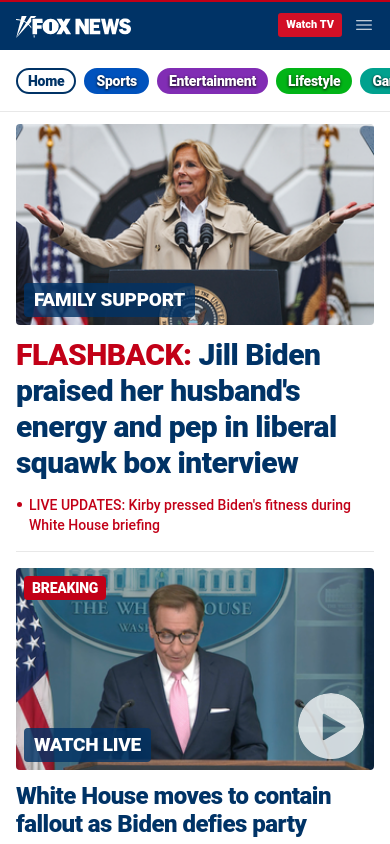 FOX NEWS
Watch TV
Home
Sports
Entertainment
Lifestyle
FAMILY SUPPORT
FLASHBACK: Jill Biden
praised her husband's
energy and pep in liberal
squawk box interview
LIVE UPDATES: Kirby pressed Biden's fitness during
White House briefing
BREAKING
THE WHITE HOUSE
WATCH LIVE
White House moves to contain
fallout as Biden defies party